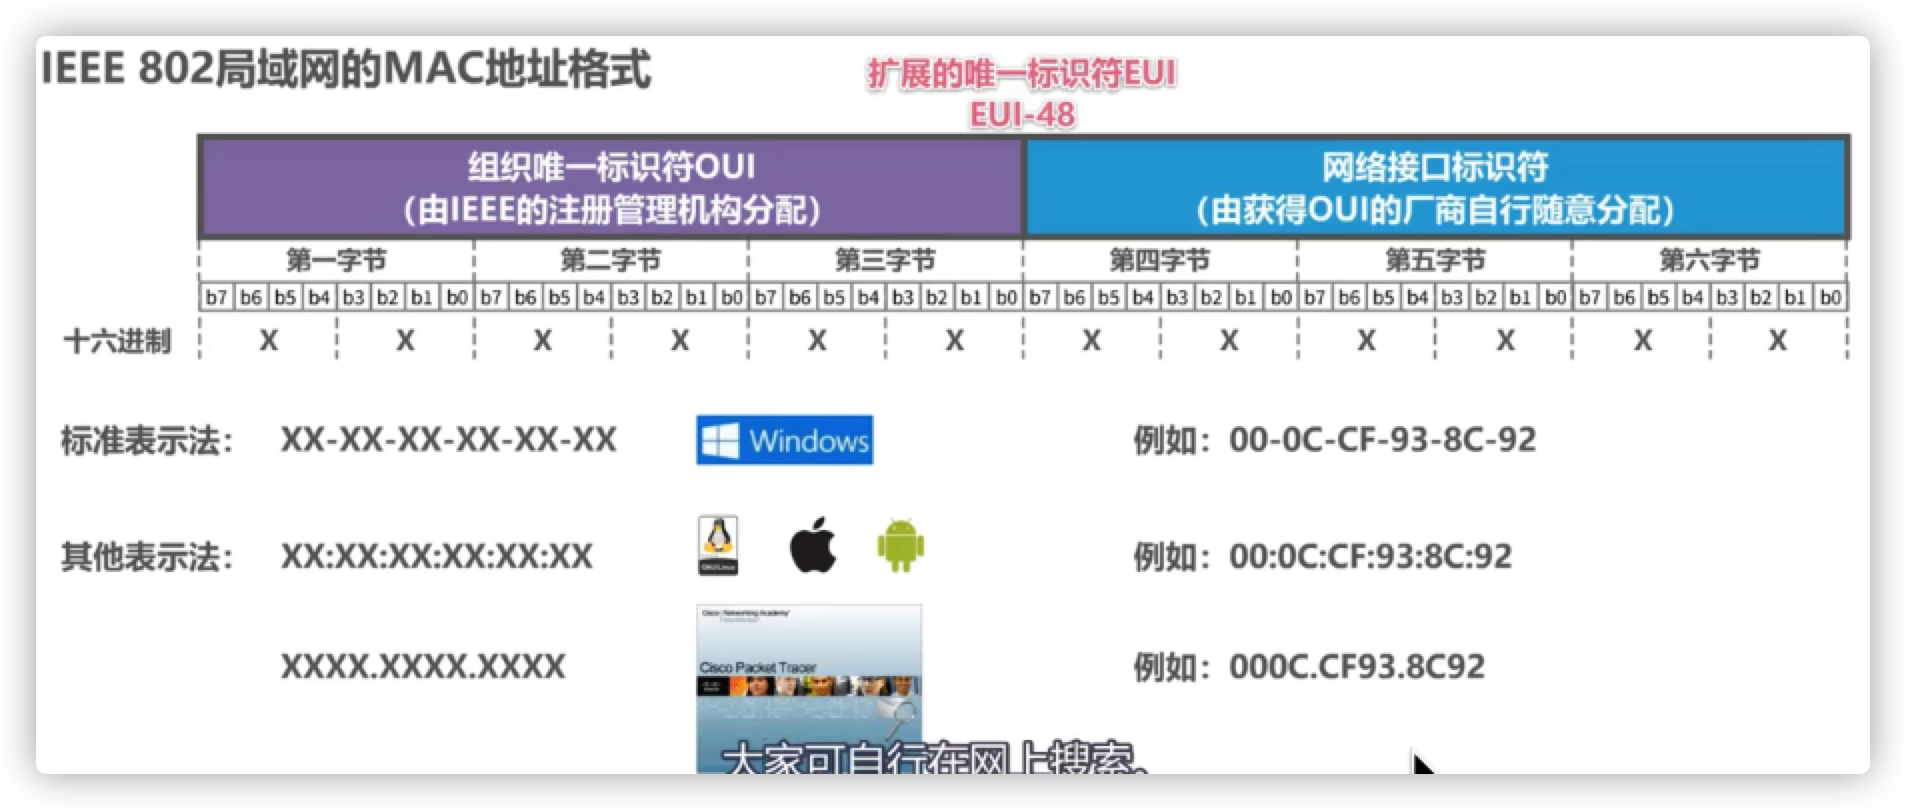 IEEE 802局域网的MAC地址格式
扩展的唯一标识符EUI
EUI-48
组织唯一标识符OUI
（由IEEE的注册管理机构分配）
网络接口标识符
（由获得OUI的厂商自行随意分配）
第一字节 第二字节 第三字节 第四字节 第五字节 第六字节
b7 b6 b5 b4 b3 b2 b1 b0 b7 b6 b5 b4 b3 b2 b1 b0 b7 b6 b5 b4 b3 b2 b1 b0 b7 b6 b5 b4 b3 b2 b1 b0 b7 b6 b5 b4 b3 b2 b1 b0 b7 b6 b5 b4 b3 b2 b1 b0
十六进制 X X X X X X X X X X X X
标准表示法： XX-XX-XX-XX-XX-XX Windows 例如：00-0C-CF-93-8C-92
其他表示法： XX:XX:XX:XX:XX:XX 例如：00:0C:CF:93:8C:92
Cisco Networking Academy
Cisco Packet Tracer
XXXX.XXXX.XXXX 例如：000C.CF93.8C92
大家可自行在网上搜索。